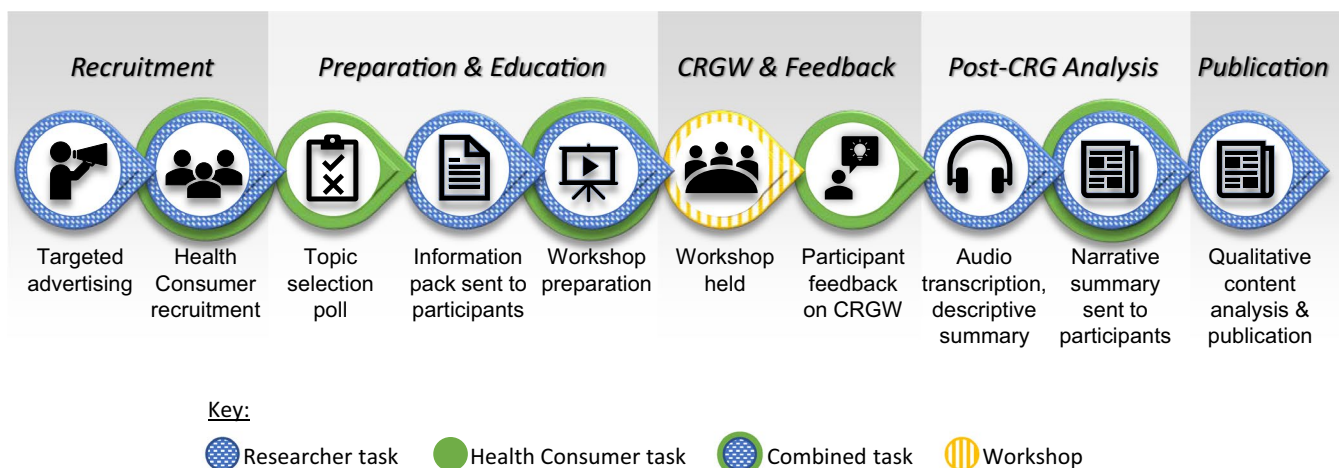 Recruitment
Preparation & Education
CRGW & Feedback
Post-CRG Analysis
Publication
Targeted
advertising
Health
Consumer
recruitment
Topic
selection
poll
Information
pack sent to
participants
Workshop
preparation
Workshop
held
Participant
feedback
on CRGW
Audio
transcription,
descriptive
summary
Narrative
summary
sent to
participants
Qualitative
content
analysis &
publication
Key:
Researcher task
Health Consumer task
Combined task
Workshop